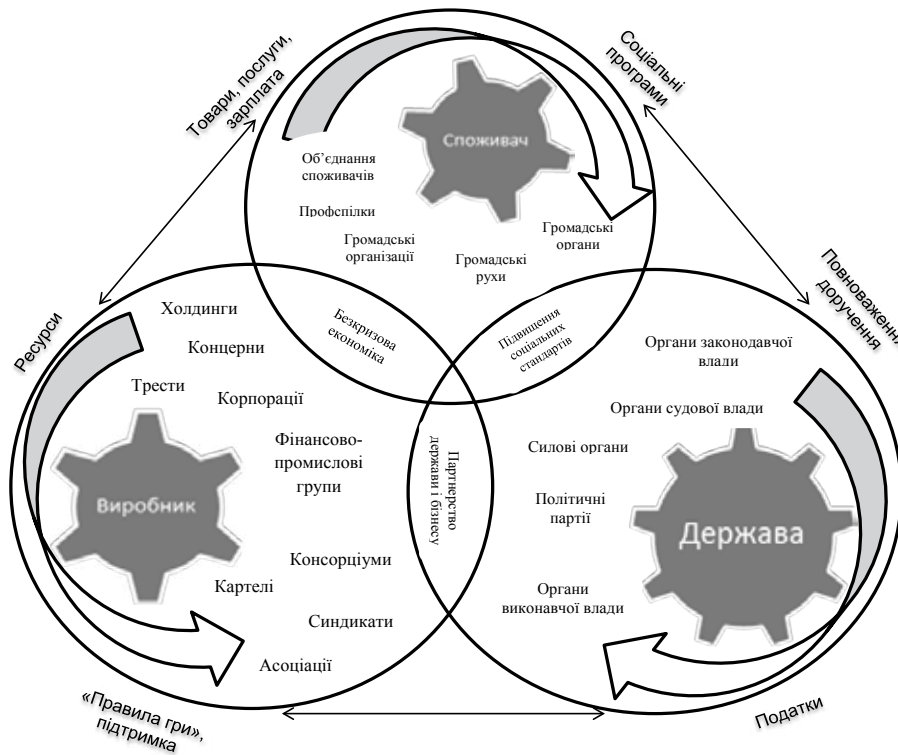 Товари, послуги,
зарплата
Соціальні
програми
Споживач
Об’єднання
споживачів
Профспілки
Громадські
організації
Громадські
рухи
Громадські
органи
Ресурси
Повноваження,
доручення
Безкризова
економіка
Підвищення
соціальних
стандартів
Партнерство
держави і бізнесу
Холдинги
Концерни
Трести
Корпорації
Фінансово-
промислові
групи
Виробник
Консорціуми
Картелі
Синдикати
Асоціації
Органи законодавчої
влади
Органи судової влади
Силові органи
Політичні
партії
Держава
Органи
виконавчої влади
«Правила гри»,
підтримка
Податки